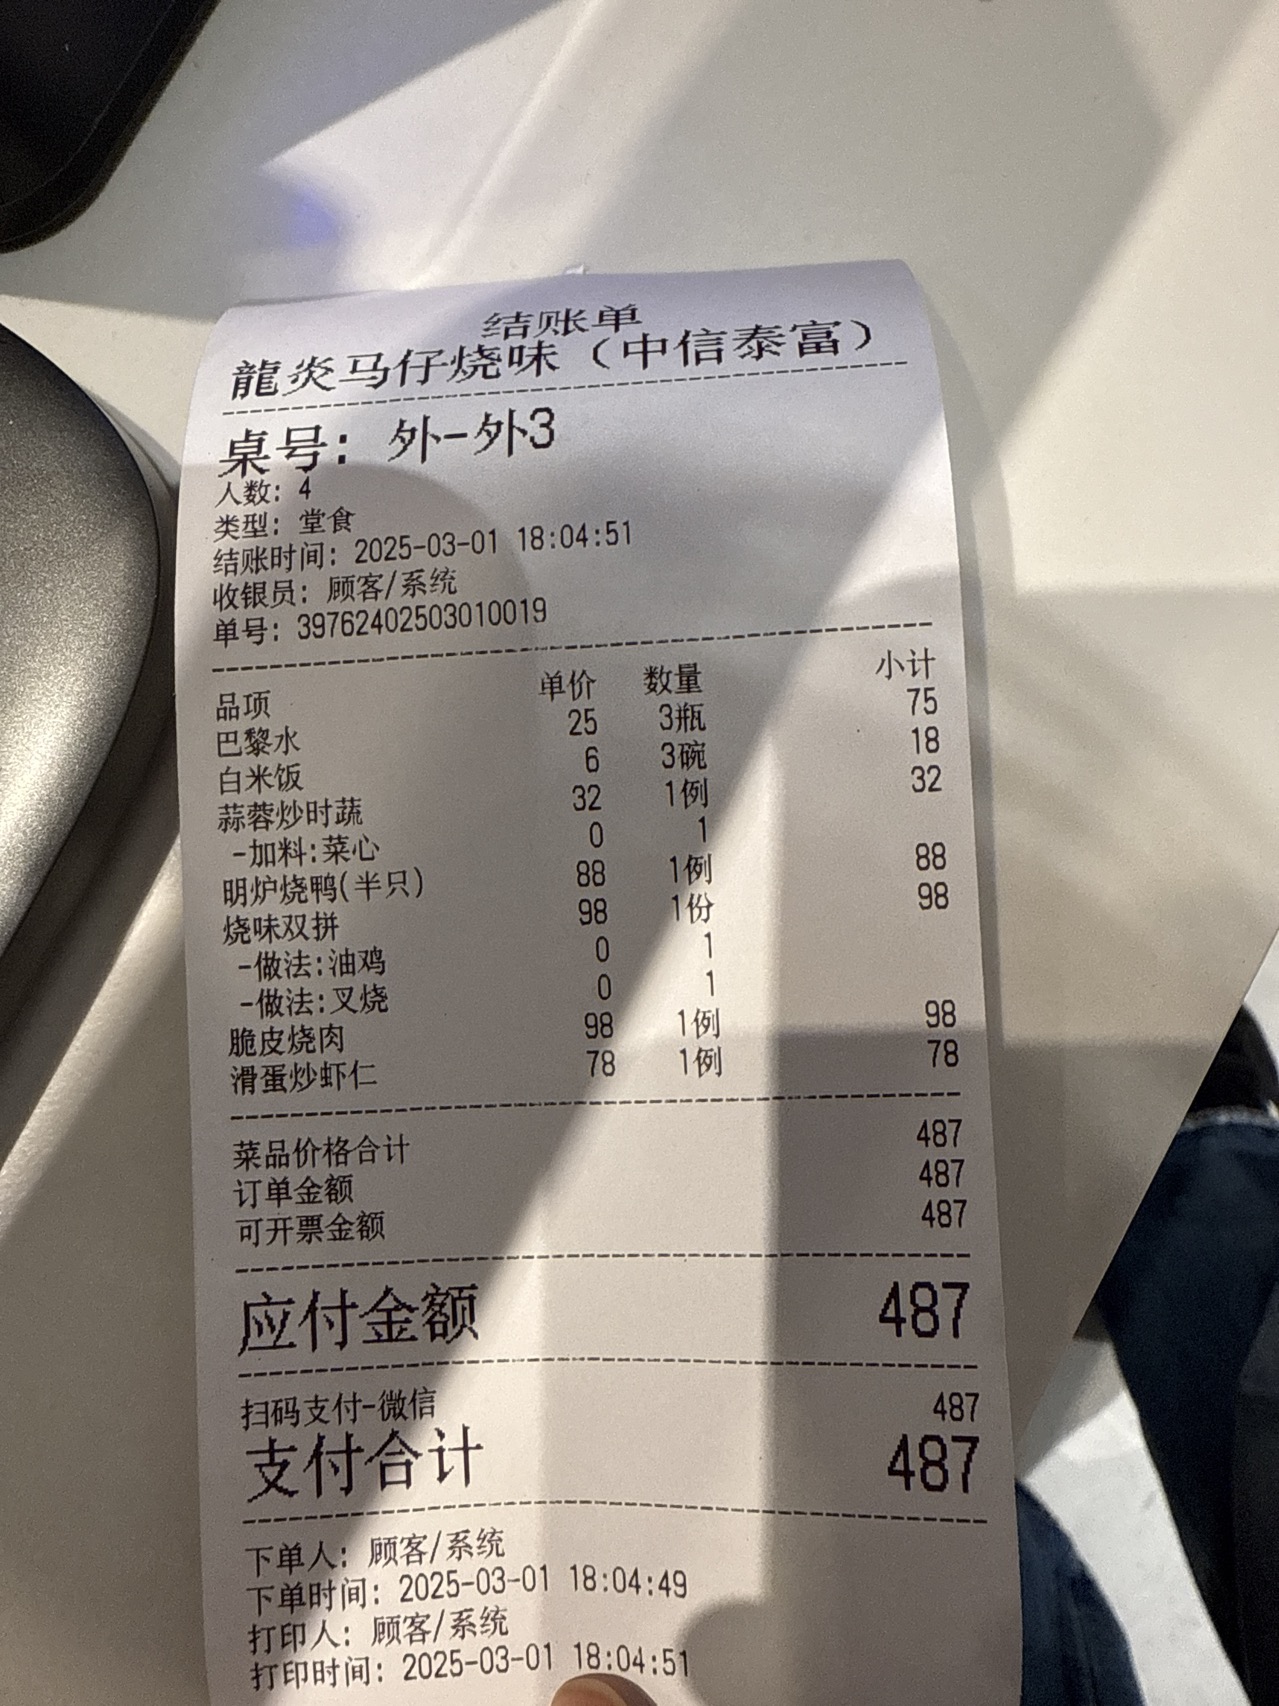 结账单
龍炎马仔烧味（中信泰富）
桌号: 外-外3
人数: 4
类型: 堂食
结账时间: 2025-03-01 18:04:51
收银员: 顾客/系统
单号: 39762402503010019
品项 单价 数量 小计
巴黎水 25 3瓶 75
白米饭 6 3碗 18
蒜蓉炒时蔬 32 1例 32
-加料:菜心 0 1
明炉烧鸭(半只) 88 1例 88
烧味双拼 98 1份 98
-做法:油鸡 0 1
-做法:叉烧 0 1
脆皮烧肉 98 1例 98
滑蛋炒虾仁 78 1例 78
菜品价格合计 487
订单金额 487
可开票金额 487
应付金额 487
扫码支付-微信 487
支付合计 487
下单人: 顾客/系统
下单时间: 2025-03-01 18:04:49
打印人: 顾客/系统
打印时间: 2025-03-01 18:04:51